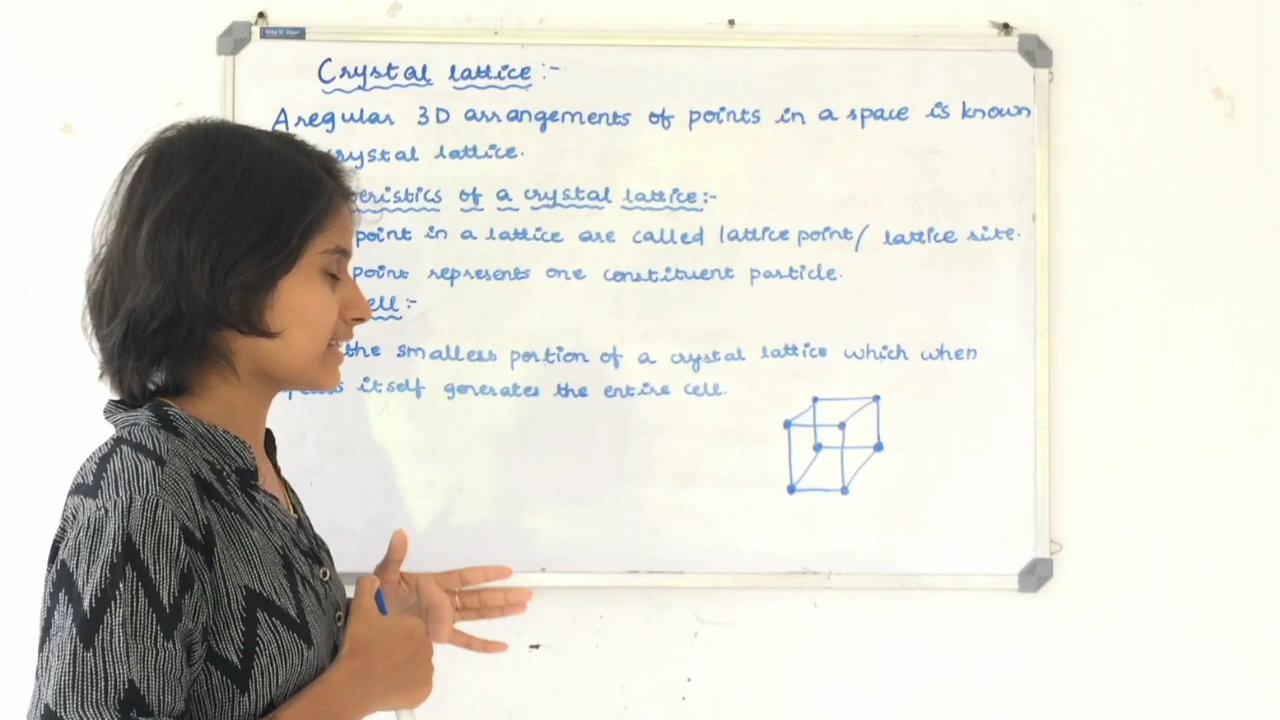 Crystal lattice :-
A regular 3D arrangements of points in a space is known
crystal lattice.
of a crystal lattice:-
point in a lattice are called lattice point/ lattice site.
point represents one constituent particle.
the smallest portion of a crystal lattice which when
itself generates the entire cell.